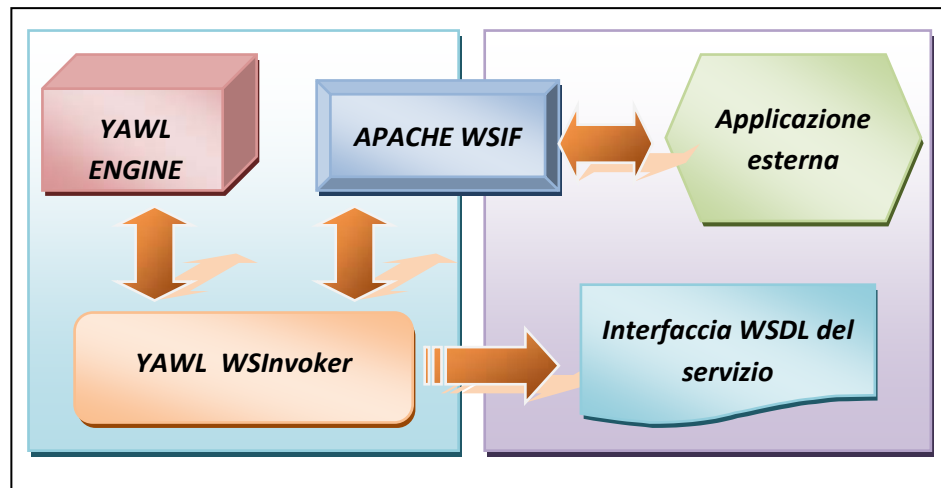 YAWL
ENGINE
APACHE WSIF
Applicazione
esterna
YAWL WSInvoker
Interfaccia WSDL del
servizio